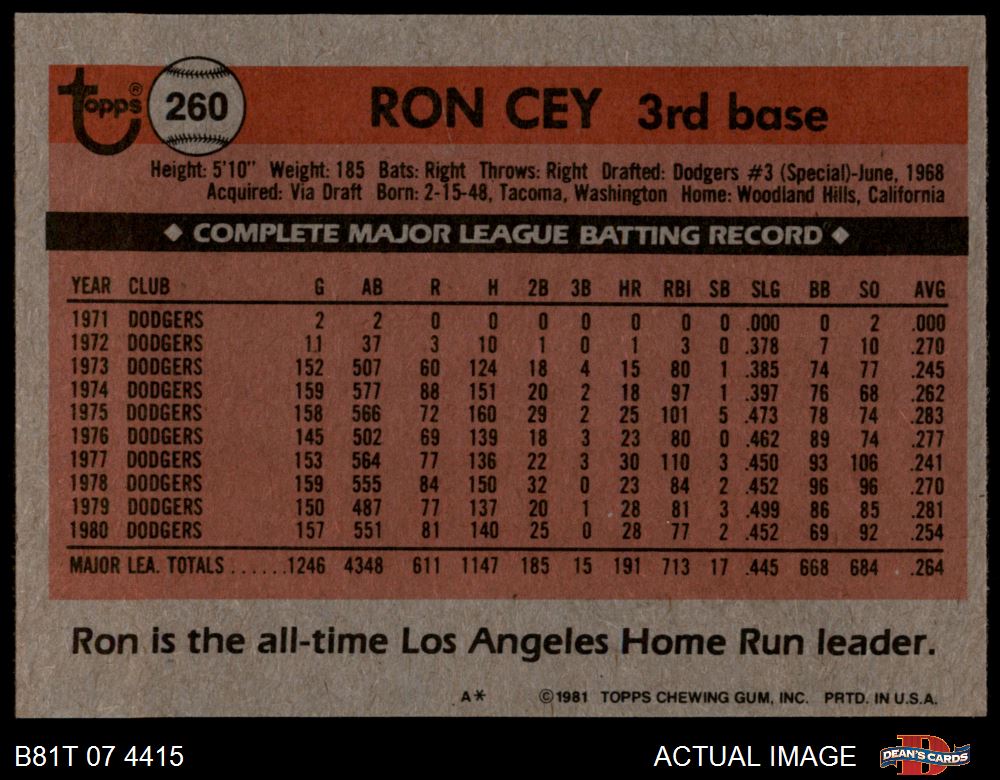 topps® 260 RON CEY 3rd base
Height: 5'10" Weight: 185 Bats: Right Throws: Right Drafted: Dodgers #3 (Special)-June, 1968
Acquired: Via Draft Born: 2-15-48, Tacoma, Washington Home: Woodland Hills, California
◆ COMPLETE MAJOR LEAGUE BATTING RECORD ◆
YEAR CLUB G AB R H 2B 3B HR RBI SB SLG BB SO AVG
1971 DODGERS 2 2 0 0 0 0 0 0 0 .000 0 2 .000
1972 DODGERS 11 37 3 10 1 0 1 3 0 .378 7 10 .270
1973 DODGERS 152 507 60 124 18 4 15 80 1 .385 74 77 .245
1974 DODGERS 159 577 88 151 20 2 18 97 1 .397 76 68 .262
1975 DODGERS 158 566 72 160 29 2 25 101 5 .473 78 74 .283
1976 DODGERS 145 502 69 139 18 3 23 80 0 .462 89 74 .277
1977 DODGERS 153 564 77 136 22 3 30 110 3 .450 93 106 .241
1978 DODGERS 159 555 84 150 32 0 23 84 2 .452 96 96 .270
1979 DODGERS 150 487 77 137 20 1 28 81 3 .499 86 85 .281
1980 DODGERS 157 551 81 140 25 0 28 77 2 .452 69 92 .254
MAJOR LEA. TOTALS ......1246 4348 611 1147 185 15 191 713 17 .445 668 684 .264
Ron is the all-time Los Angeles Home Run leader.
A* ©1981 TOPPS CHEWING GUM, INC. PRTD. IN U.S.A.
B81T 07 4415 ACTUAL IMAGE DEAN'S CARDS